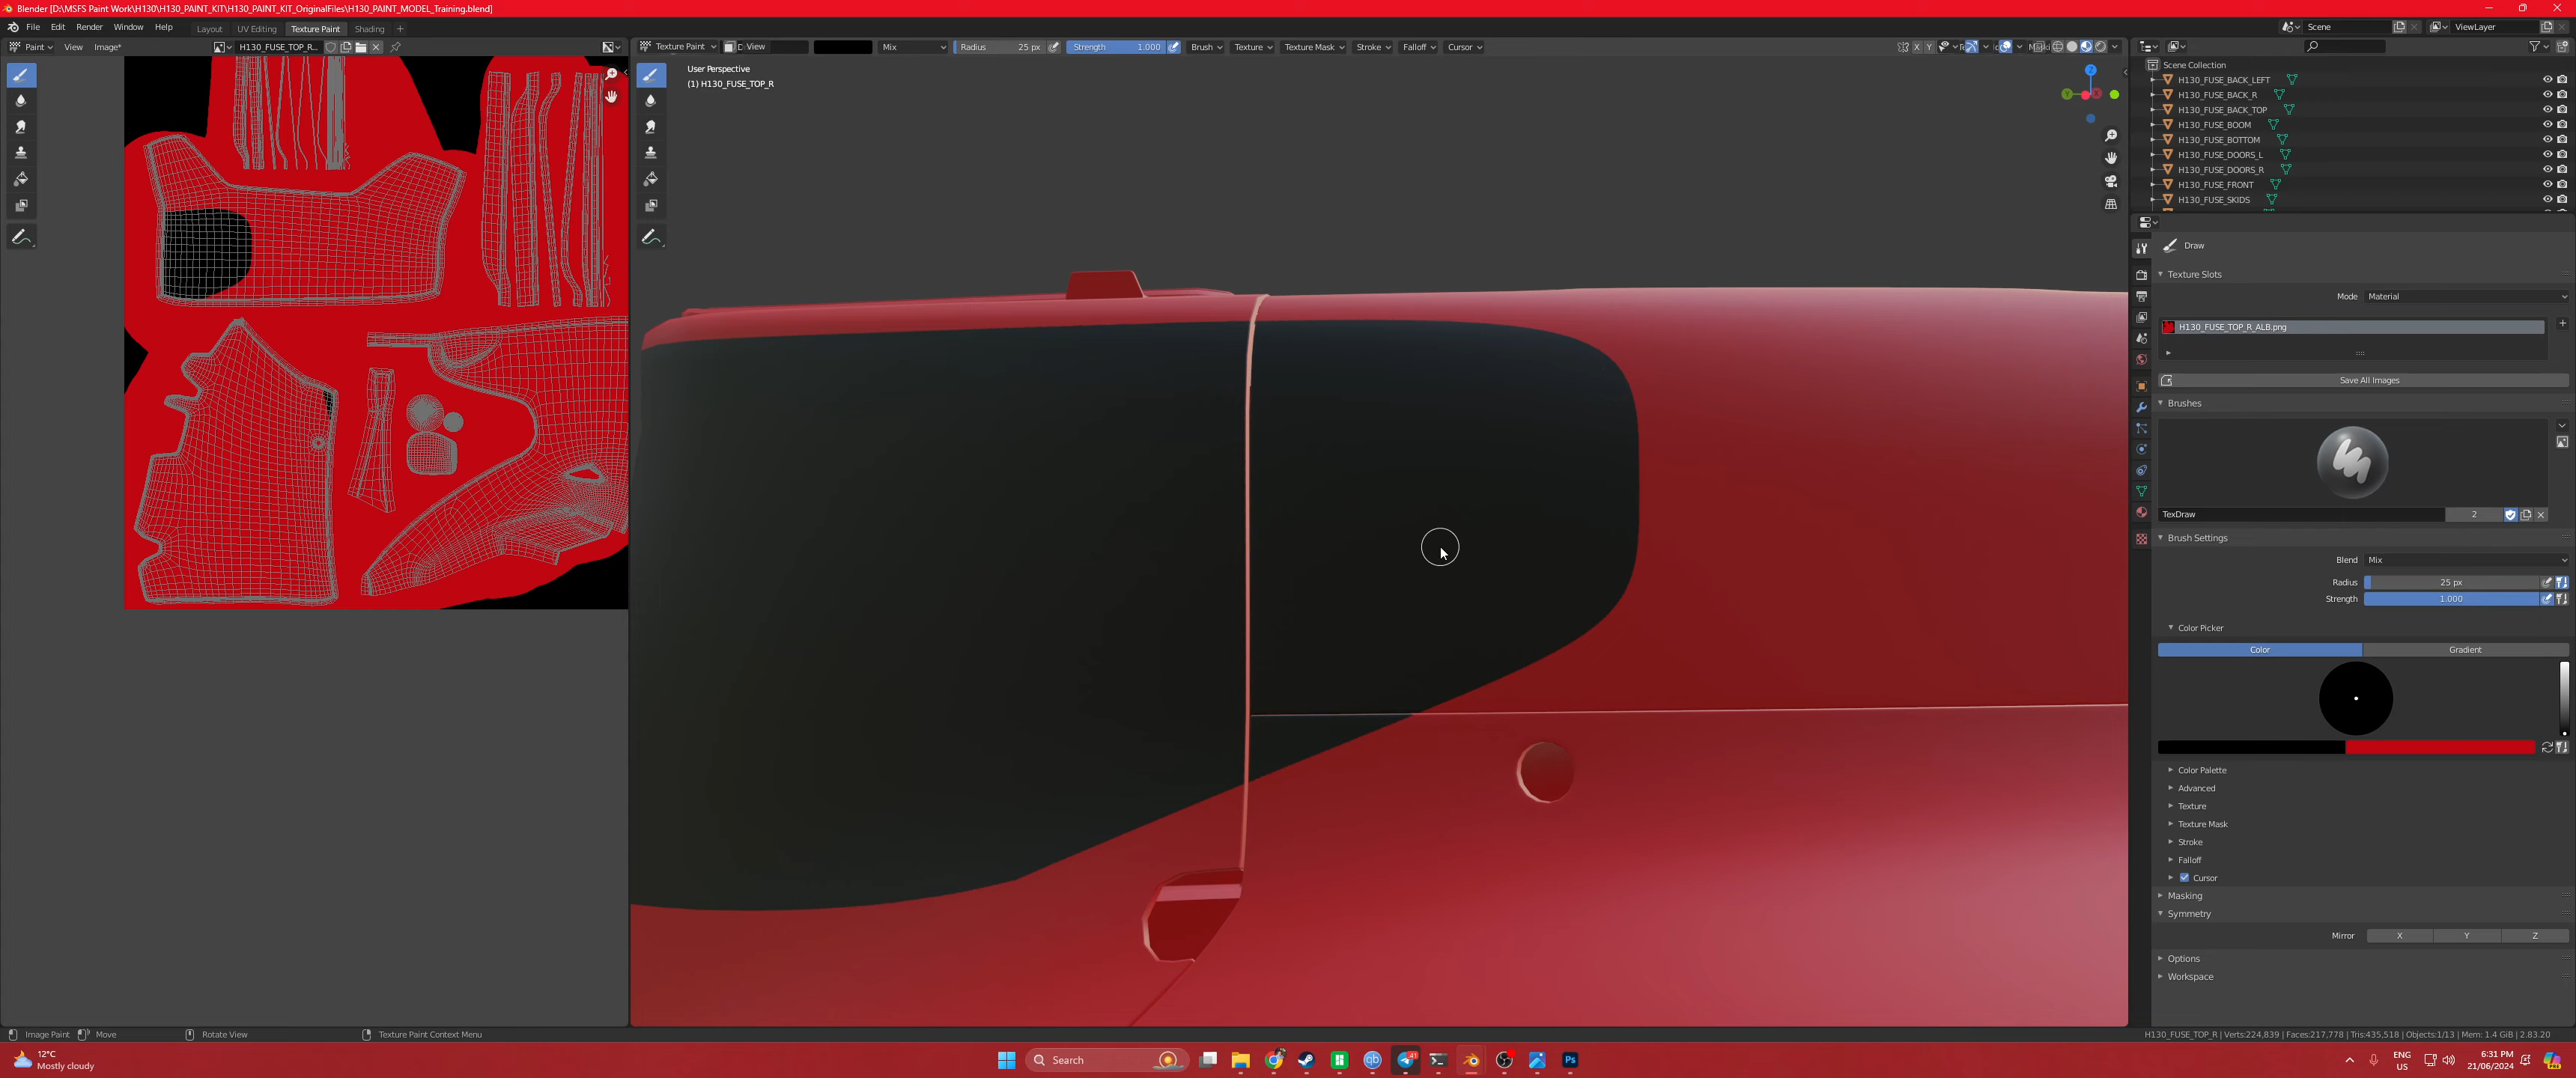 Blender [D:\MSFS Paint Work\H130\H130_PAINT_KIT\H130_PAINT_KIT_OriginalFiles\H130_PAINT_MODEL_Training.blend]
File Edit Render Window Help Layout UV Editing Texture Paint Shading + Scene ViewLayer
Paint View Image* H130_FUSE_TOP_R... Texture Paint View Mix Radius 25 px Strength 1.000 Brush Texture Texture Mask Stroke Falloff Cursor X Y
User Perspective
(1) H130_FUSE_TOP_R
Z
Y
X
Scene Collection
H130_FUSE_BACK_LEFT
H130_FUSE_BACK_R
H130_FUSE_BACK_TOP
H130_FUSE_BOOM
H130_FUSE_BOTTOM
H130_FUSE_DOORS_L
H130_FUSE_DOORS_R
H130_FUSE_FRONT
H130_FUSE_SKIDS
Draw
Texture Slots
Mode Material
H130_FUSE_TOP_R_ALB.png
Save All Images
Brushes
TexDraw 2
Brush Settings
Blend Mix
Radius 25 px
Strength 1.000
Color Picker
Color Gradient
Color Palette
Advanced
Texture
Texture Mask
Stroke
Falloff
Cursor
Masking
Symmetry
Mirror X Y Z
Options
Workspace
Image Paint Move Rotate View Texture Paint Context Menu H130_FUSE_TOP_R | Verts:224,839 | Faces:217,778 | Tris:435,518 | Objects:1/13 | Mem: 1.4 GiB | 2.83.20
12°C
Mostly cloudy
Search
qb
41
Ps
ENG
US
6:31 PM
21/06/2024